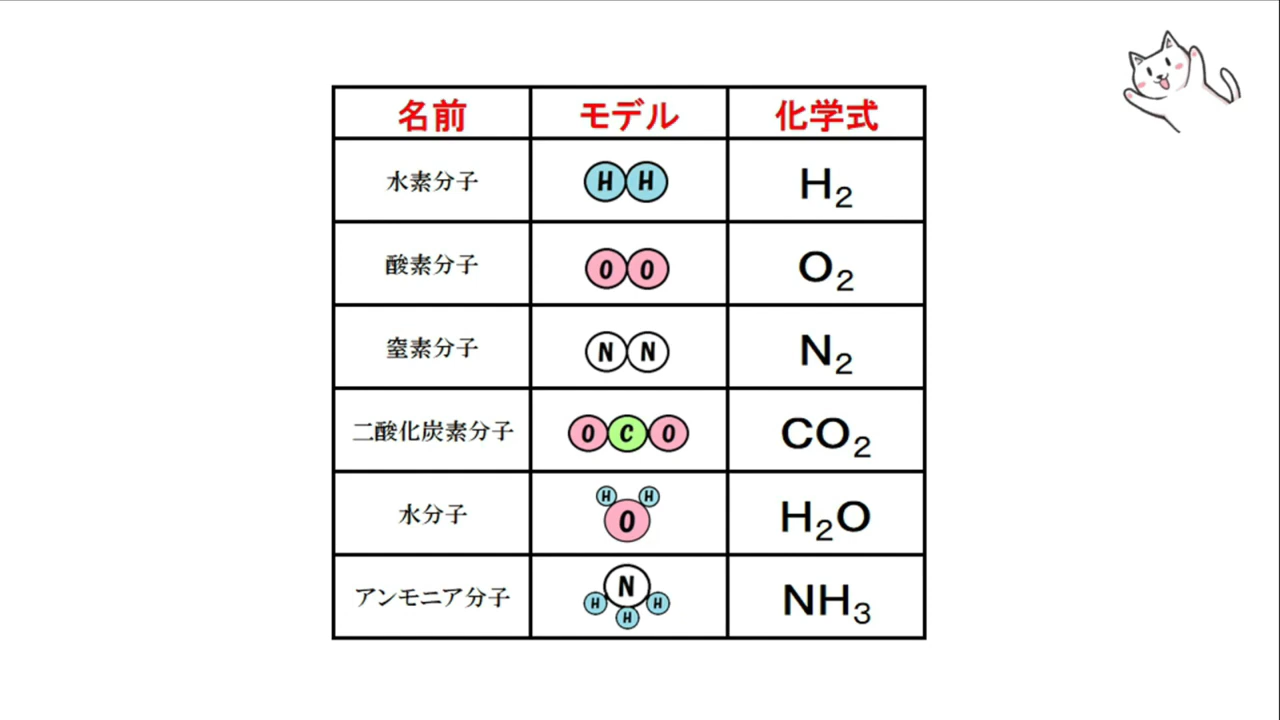 名前 モデル 化学式
水素分子 H H H₂
酸素分子 O O O₂
窒素分子 N N N₂
二酸化炭素分子 O C O CO₂
水分子 H H O H₂O
アンモニア分子 N H H H NH₃